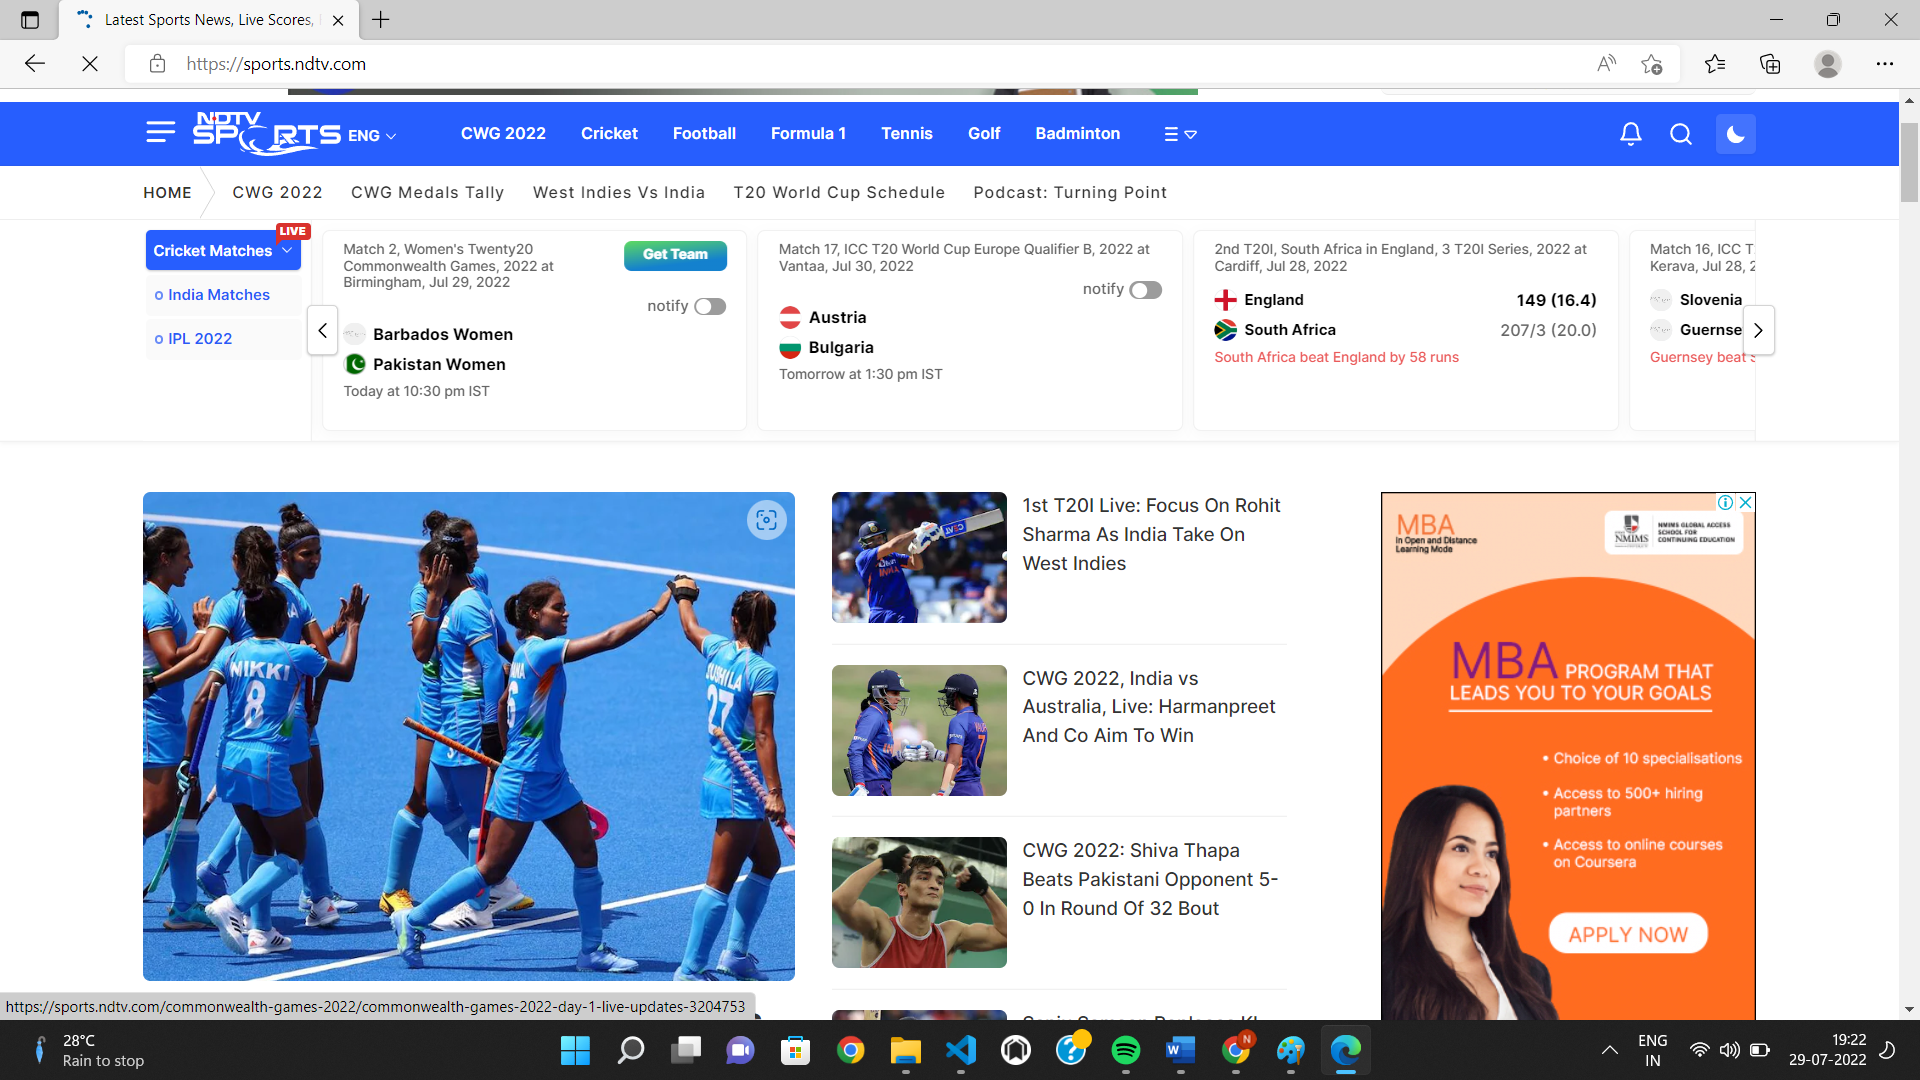 Latest Sports News, Live Scores,
https://sports.ndtv.com
NDTV
SPORTS
ENG
CWG 2022
Cricket
Football
Formula 1
Tennis
Golf
Badminton
HOME
CWG 2022
CWG Medals Tally
West Indies Vs India
T20 World Cup Schedule
Podcast: Turning Point
LIVE
Cricket Matches
India Matches
IPL 2022
Match 2, Women's Twenty20
Commonwealth Games, 2022 at
Birmingham, Jul 29, 2022
Get Team
notify
Barbados Women
Pakistan Women
Today at 10:30 pm IST
Match 17, ICC T20 World Cup Europe Qualifier B, 2022 at
Vantaa, Jul 30, 2022
notify
Austria
Bulgaria
Tomorrow at 1:30 pm IST
2nd T20I, South Africa in England, 3 T20I Series, 2022 at
Cardiff, Jul 28, 2022
England 149 (16.4)
South Africa 207/3 (20.0)
South Africa beat England by 58 runs
Match 16, ICC T
Kerava, Jul 28, 2
Slovenia
Guernse
Guernsey beat S
NIKKI
8
6
SUSHILA
27
1st T20I Live: Focus On Rohit
Sharma As India Take On
West Indies
CWG 2022, India vs
Australia, Live: Harmanpreet
And Co Aim To Win
7
CWG 2022: Shiva Thapa
Beats Pakistani Opponent 5-
0 In Round Of 32 Bout
MBA
in Open and Distance
Learning Mode
NMIMS
NMIMS GLOBAL ACCESS
SCHOOL FOR
CONTINUING EDUCATION
MBA PROGRAM THAT
LEADS YOU TO YOUR GOALS
• Choice of 10 specialisations
• Access to 500+ hiring
partners
• Access to online courses
on Coursera
APPLY NOW
https://sports.ndtv.com/commonwealth-games-2022/commonwealth-games-2022-day-1-live-updates-3204753
28°C
Rain to stop
N
ENG
IN
19:22
29-07-2022